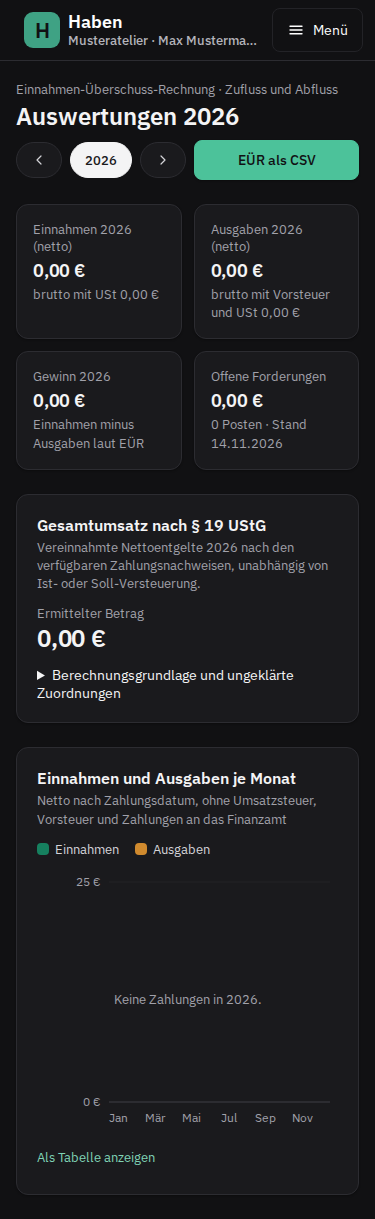 H
Haben
Musteratelier · Max Musterma…
Menü
Einnahmen-Überschuss-Rechnung · Zufluss und Abfluss
Auswertungen 2026
2026
EÜR als CSV
Einnahmen 2026
(netto)
0,00 €
brutto mit USt 0,00 €
Ausgaben 2026
(netto)
0,00 €
brutto mit Vorsteuer
und USt 0,00 €
Gewinn 2026
0,00 €
Einnahmen minus
Ausgaben laut EÜR
Offene Forderungen
0,00 €
0 Posten · Stand
14.11.2026
Gesamtumsatz nach § 19 UStG
Vereinnahmte Nettoentgelte 2026 nach den
verfügbaren Zahlungsnachweisen, unabhängig von
Ist- oder Soll-Versteuerung.
Ermittelter Betrag
0,00 €
Berechnungsgrundlage und ungeklärte
Zuordnungen
Einnahmen und Ausgaben je Monat
Netto nach Zahlungsdatum, ohne Umsatzsteuer,
Vorsteuer und Zahlungen an das Finanzamt
Einnahmen
Ausgaben
25 €
Keine Zahlungen in 2026.
0 €
Jan Mär Mai Jul Sep Nov
Als Tabelle anzeigen